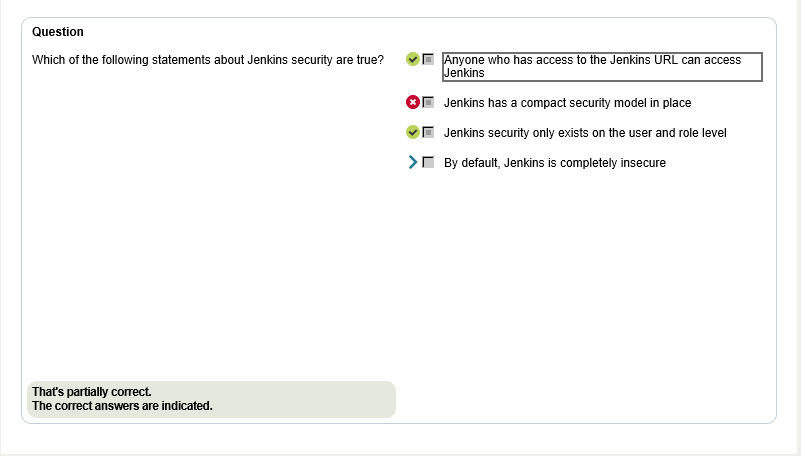 Question
Which of the following statements about Jenkins security are true?
Anyone who has access to the Jenkins URL can access
Jenkins
Jenkins has a compact security model in place
Jenkins security only exists on the user and role level
By default, Jenkins is completely insecure
That's partially correct.
The correct answers are indicated.